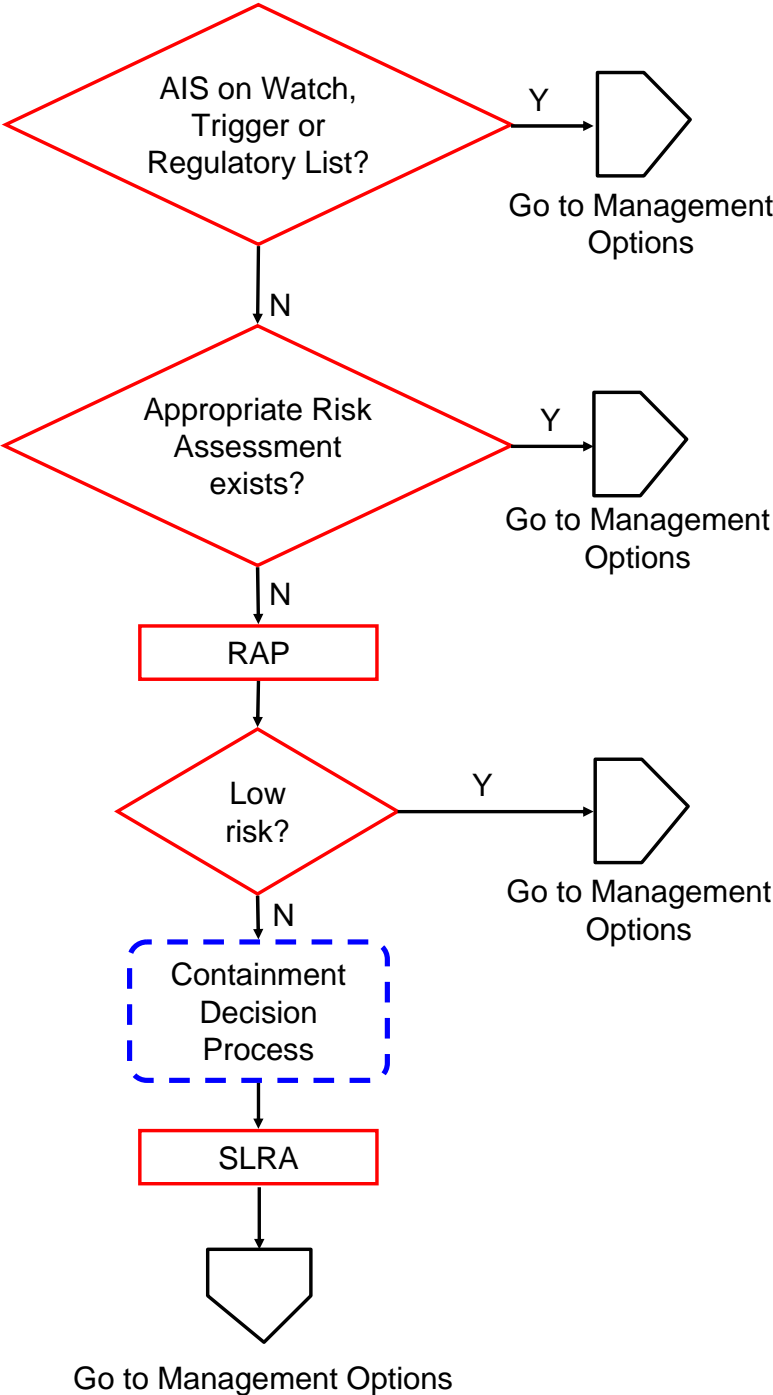 AIS on Watch,
Trigger or
Regulatory List?
Y
Go to Management
Options
N
Appropriate Risk
Assessment
exists?
Y
Go to Management
Options
N
RAP
Low
risk?
Y
Go to Management
Options
N
Containment
Decision
Process
SLRA
Go to Management Options